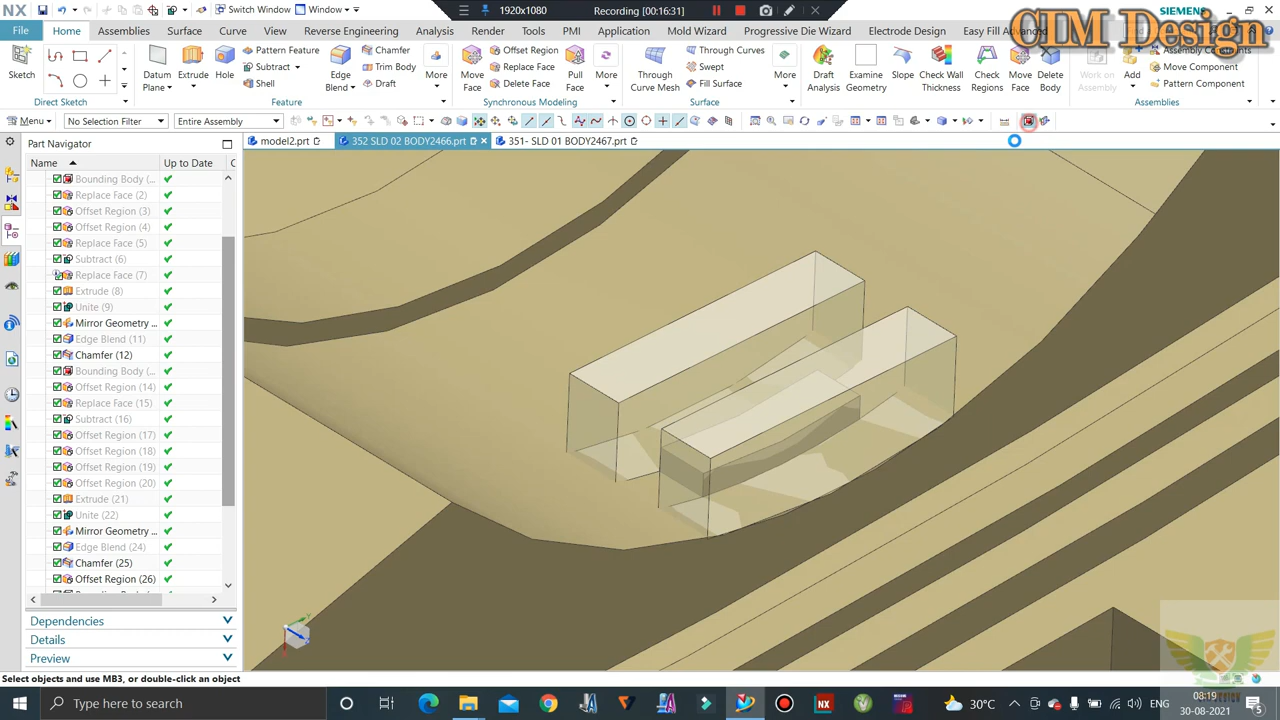 NX Switch Window Window 1920x1080 Recording [00:16:31] SIEMENS
CIM Design
File Home Assemblies Surface Curve View Reverse Engineering Analysis Render Tools PMI Application Mold Wizard Progressive Die Wizard Electrode Design Easy Fill Advanced
Pattern Feature Chamfer Offset Region Through Curves Assembly Constraints
Subtract Trim Body Replace Face Swept Move Component
Shell Draft Delete Face Fill Surface Pattern Component
Sketch Datum Plane Extrude Hole Edge Blend More Move Face Pull Face More Through Curve Mesh More Draft Analysis Examine Geometry Slope Check Wall Thickness Check Regions Move Face Delete Body Work on Assembly Add More
Direct Sketch Feature Synchronous Modeling Surface Assemblies
Menu No Selection Filter Entire Assembly
Part Navigator model2.prt 352 SLD 02 BODY2466.prt 351- SLD 01 BODY2467.prt
Name Up to Date C
Bounding Body (...
Replace Face (2)
Offset Region (3)
Offset Region (4)
Replace Face (5)
Subtract (6)
Replace Face (7)
Extrude (8)
Unite (9)
Mirror Geometry ...
Edge Blend (11)
Chamfer (12)
Bounding Body (...
Offset Region (14)
Replace Face (15)
Subtract (16)
Offset Region (17)
Offset Region (18)
Offset Region (19)
Offset Region (20)
Extrude (21)
Unite (22)
Mirror Geometry ...
Edge Blend (24)
Chamfer (25)
Offset Region (26)
Dependencies
Details
Preview
Select objects and use MB3, or double-click an object
Type here to search
NX
30°C
ENG
08:19
30-08-2021
5